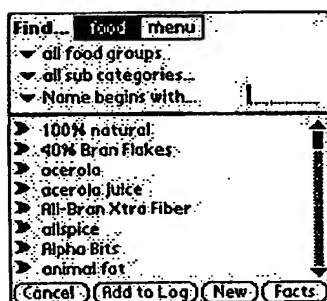 Find... food menu
all food groups
all sub categories...
Name begins with...
100% natural
40% Bran Flakes
acerola
acerola juice
All-Bran Xtra Fiber
allspice
Alpha Bits
animal fat
Cancel Add to Log New Facts